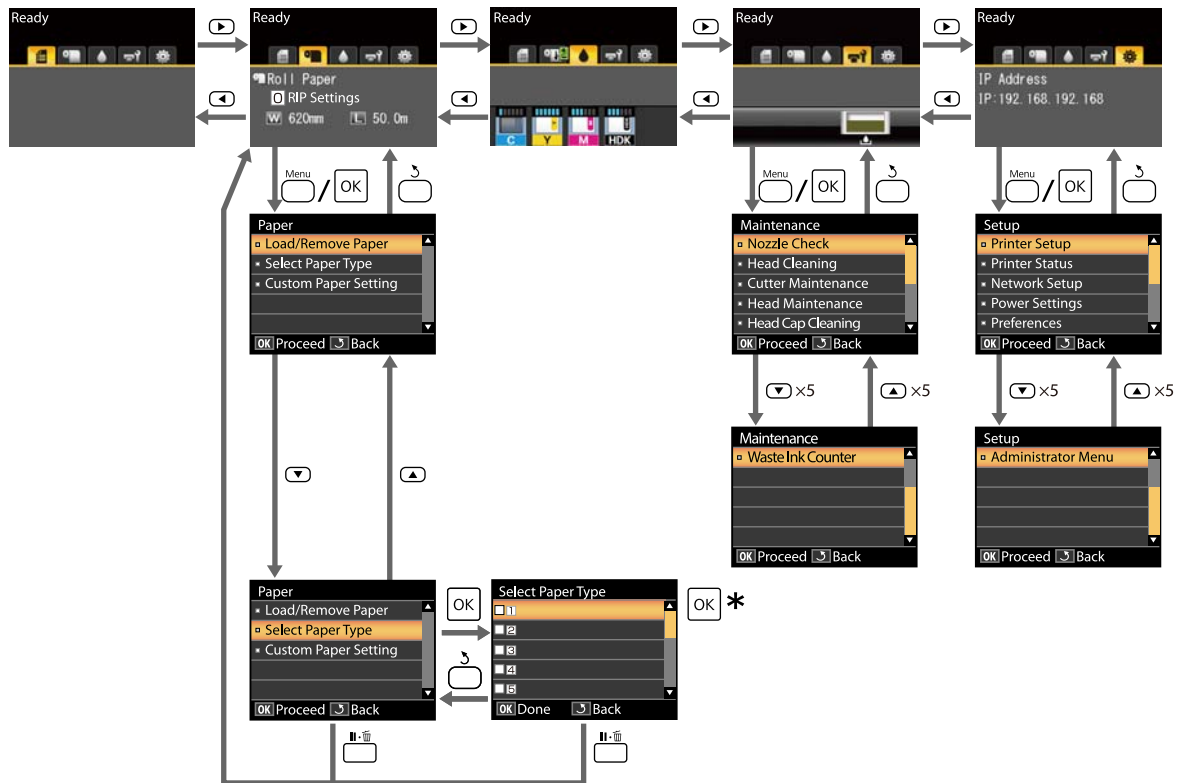 Ready
Ready
Ready
Ready
Ready
Roll Paper
0 RIP Settings
W 620mm L 50.0m
C Y M HDK
IP Address
IP:192.168.192.168
Menu / OK
Menu / OK
Menu / OK
Paper
Load/Remove Paper
Select Paper Type
Custom Paper Setting
OK Proceed Back
Maintenance
Nozzle Check
Head Cleaning
Cutter Maintenance
Head Maintenance
Head Cap Cleaning
OK Proceed Back
Setup
Printer Setup
Printer Status
Network Setup
Power Settings
Preferences
OK Proceed Back
×5
×5
×5
×5
Maintenance
Waste Ink Counter
OK Proceed Back
Setup
Administrator Menu
OK Proceed Back
Paper
Load/Remove Paper
Select Paper Type
Custom Paper Setting
OK Proceed Back
OK
Select Paper Type
1
2
3
4
5
OK Done Back
OK *